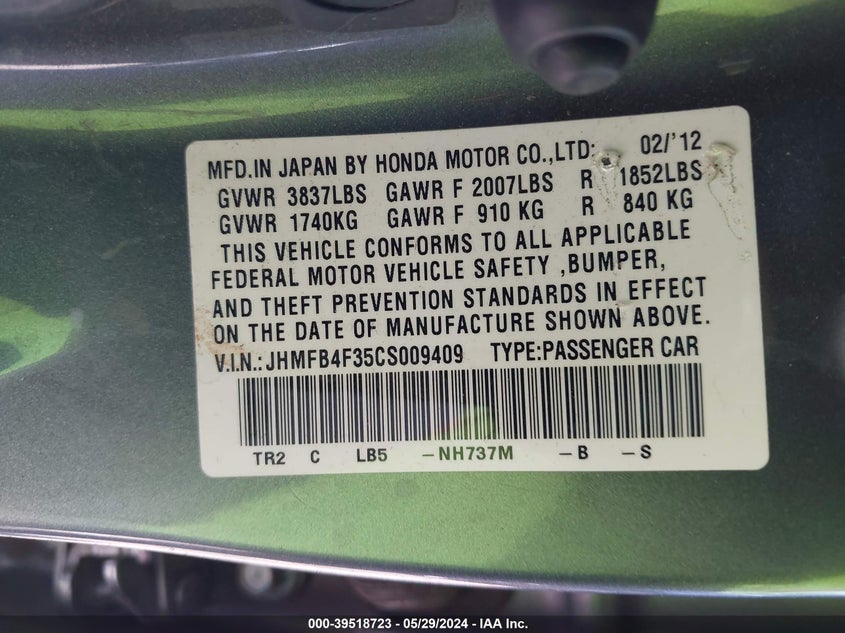 MFD.IN JAPAN BY HONDA MOTOR CO.,LTD: 02/'12
GVWR 3837LBS GAWR F 2007LBS R 1852LBS
GVWR 1740KG GAWR F 910 KG R 840 KG
THIS VEHICLE CONFORMS TO ALL APPLICABLE
FEDERAL MOTOR VEHICLE SAFETY ,BUMPER,
AND THEFT PREVENTION STANDARDS IN EFFECT
ON THE DATE OF MANUFACTURE SHOWN ABOVE.
V.I.N.: JHMFB4F35CS009409 TYPE:PASSENGER CAR
TR2 C LB5 –NH737M –B –S
000-39518723 – 05/29/2024 – IAA Inc.